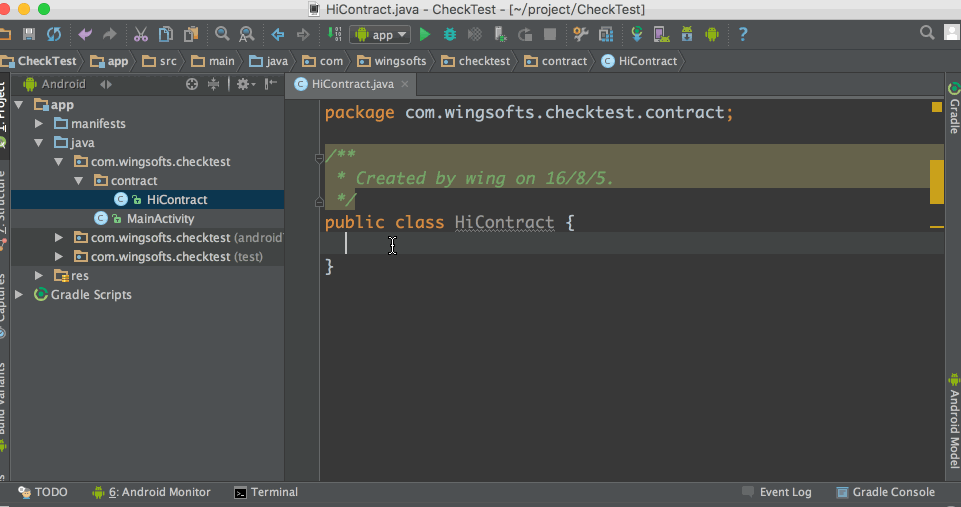 HiContract.java - CheckTest - [~/project/CheckTest]
app
CheckTest app src main java com wingsofts checktest contract HiContract
Android
HiContract.java
1: Project
app
manifests
java
com.wingsofts.checktest
contract
HiContract
MainActivity
com.wingsofts.checktest (android
com.wingsofts.checktest (test)
res
Gradle Scripts
Z: Structure
Captures
Build Variants
package com.wingsofts.checktest.contract;
/**
* Created by wing on 16/8/5.
*/
public class HiContract {
}
Gradle
Android Model
TODO 6: Android Monitor Terminal Event Log Gradle Console